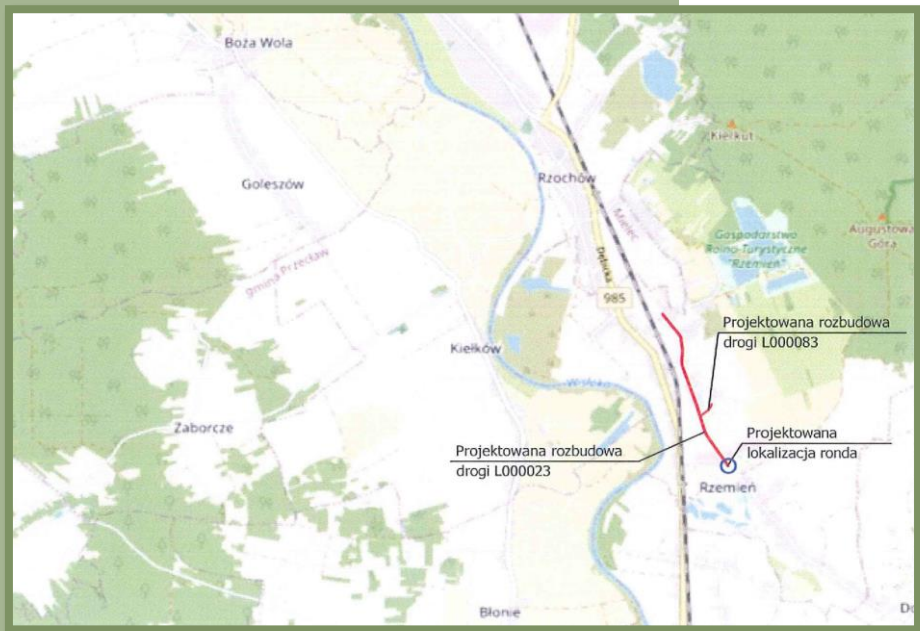 Boża Wola
Kiełkut
Goleszów
Rzochów
Mielec
Augustowa
Góra
Gospodarstwo
Rolno-Turystyczne
"Rzemień"
gmina Przecław
Dębicka
985
Projektowana rozbudowa
drogi L000083
Kiełków
Wisłoka
Zaborcze
Projektowana
lokalizacja ronda
Projektowana rozbudowa
drogi L000023
Rzemień
Błonie
Do